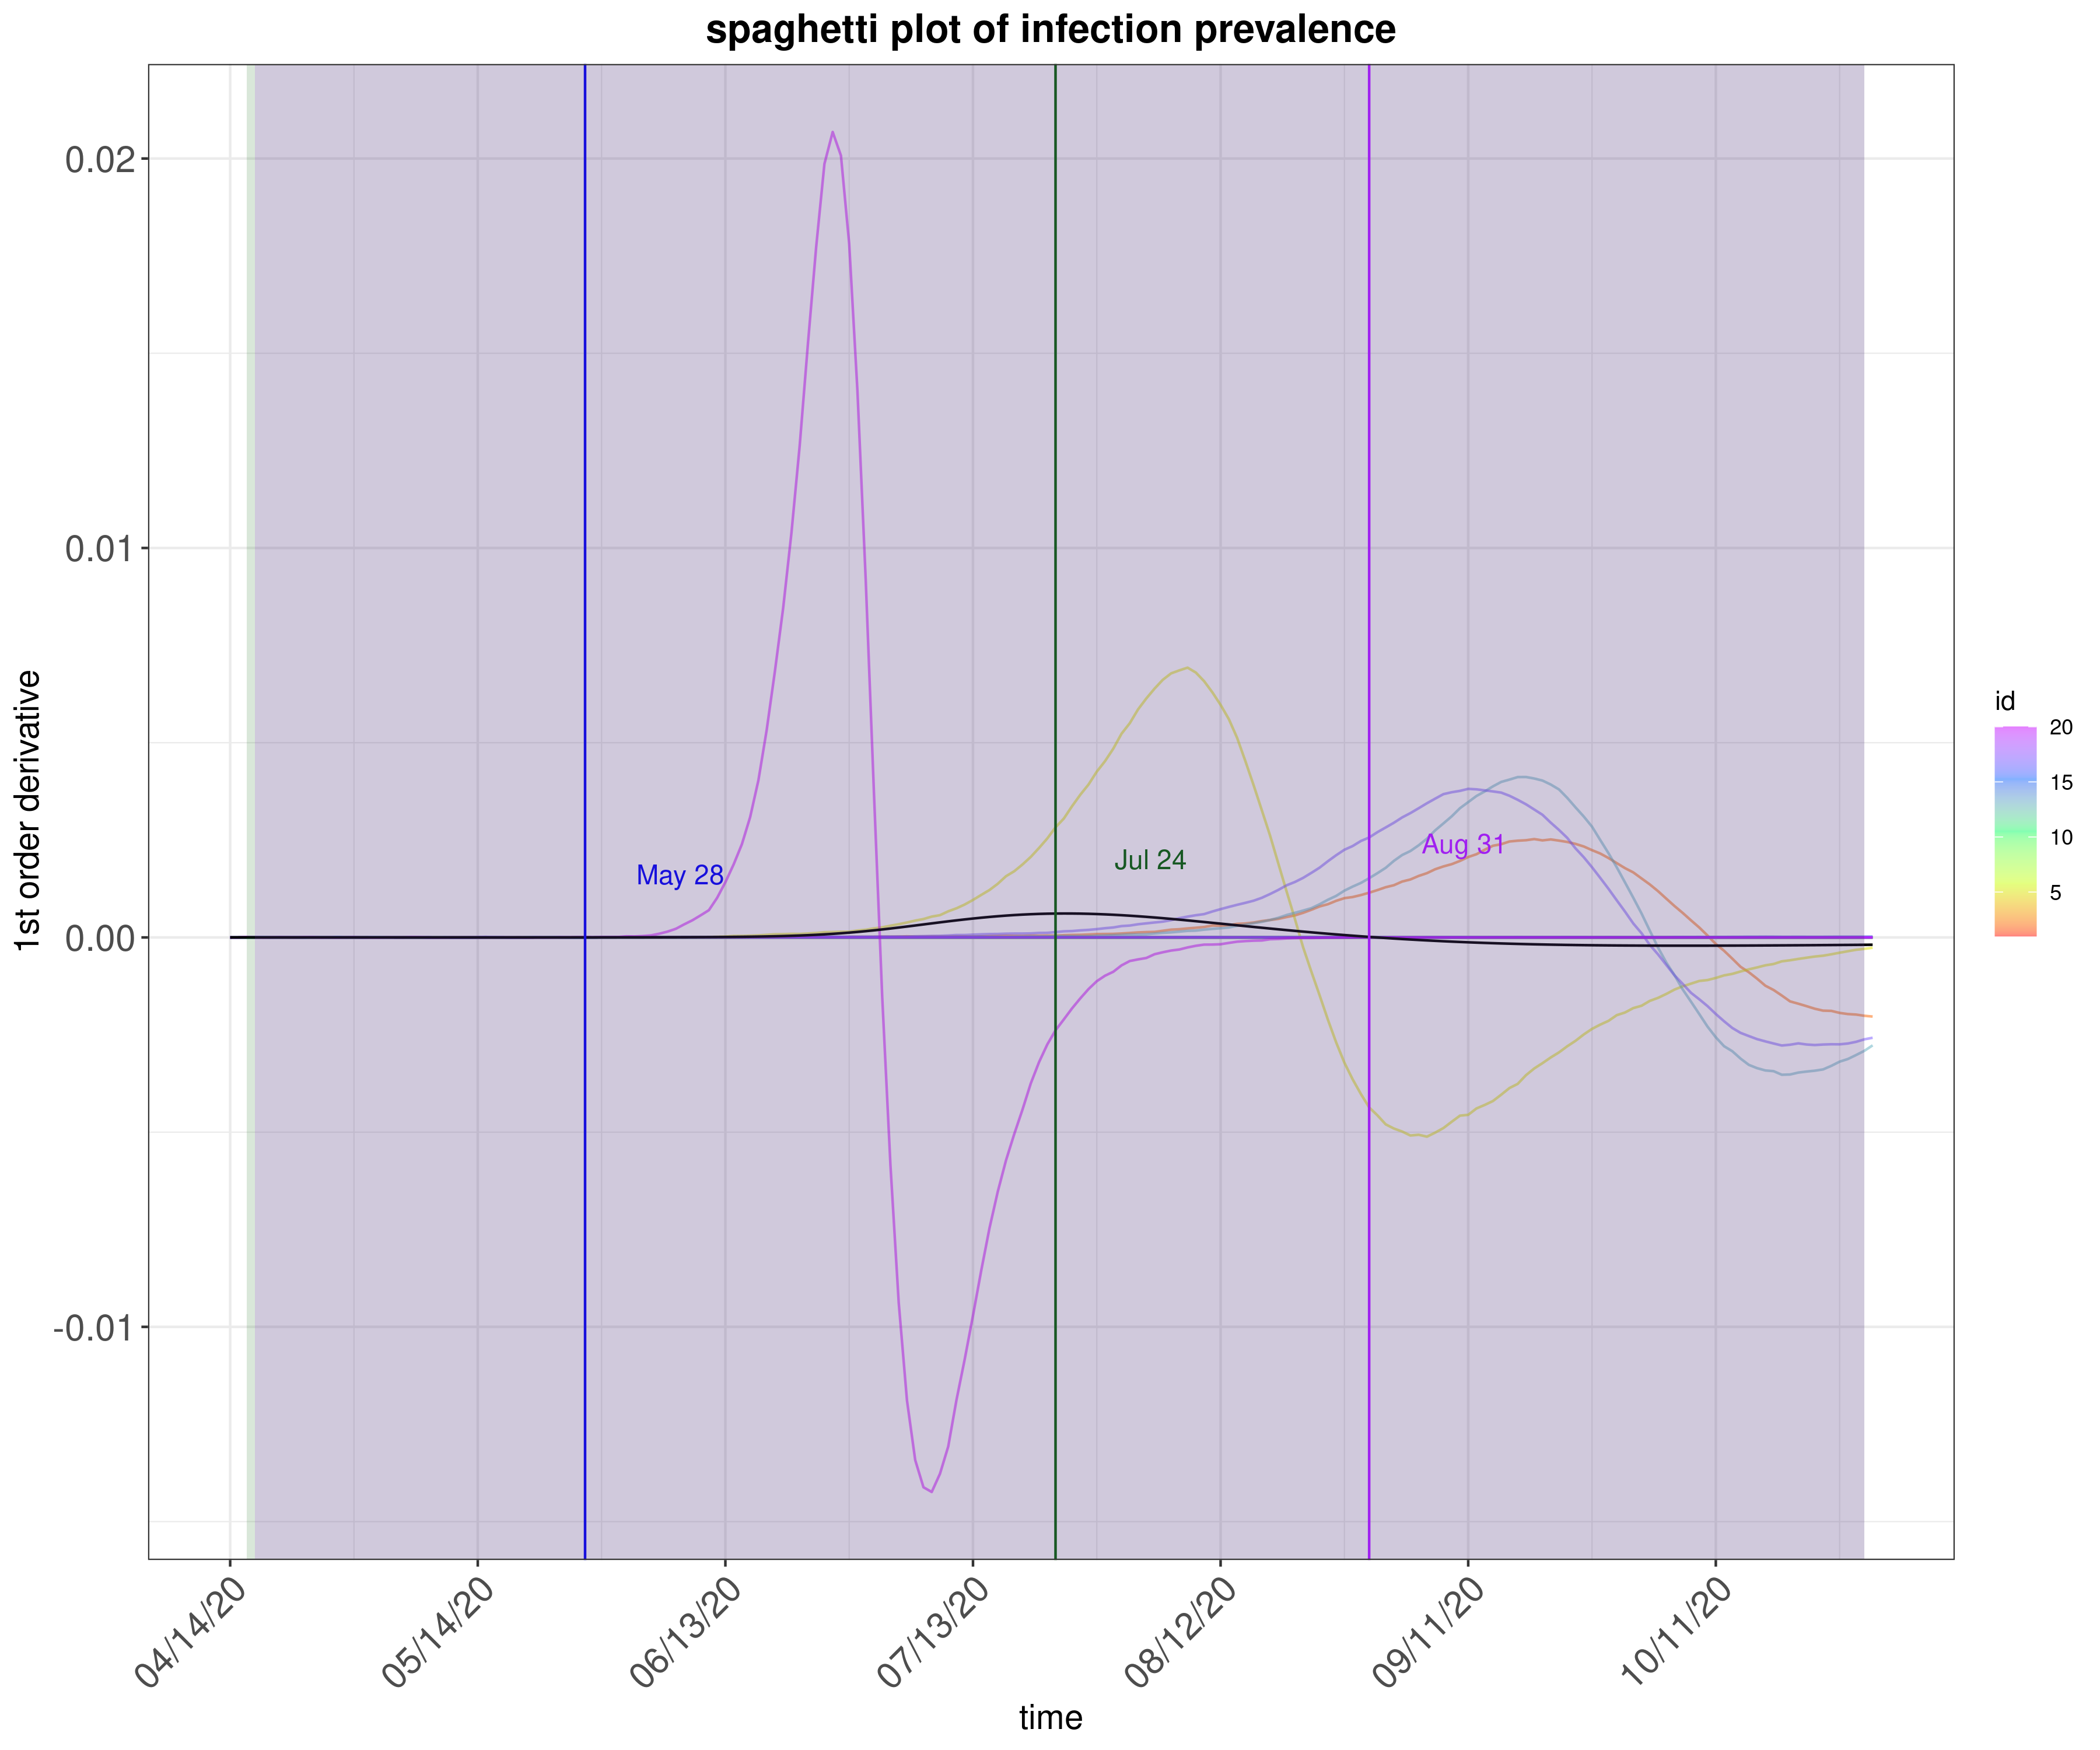 spaghetti plot of infection prevalence
1st order derivative
0.02
0.01
0.00
-0.01
May 28
Jul 24
Aug 31
id
20
15
10
5
04/14/20
05/14/20
06/13/20
07/13/20
08/12/20
09/11/20
10/11/20
time